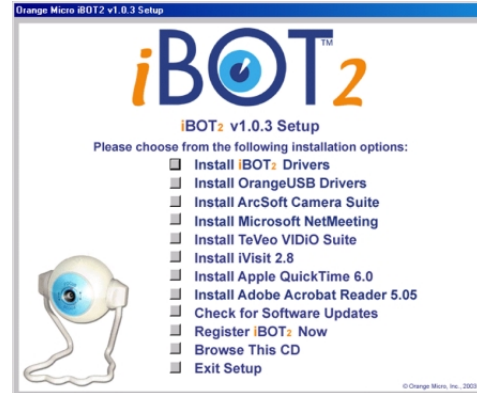 Orange Micro iBOT2 v1.0.3 Setup
iBOT2™
iBOT2 v1.0.3 Setup
Please choose from the following installation options:
Install iBOT2 Drivers
Install OrangeUSB Drivers
Install ArcSoft Camera Suite
Install Microsoft NetMeeting
Install TeVeo VIDiO Suite
Install iVisit 2.8
Install Apple QuickTime 6.0
Install Adobe Acrobat Reader 5.05
Check for Software Updates
Register iBOT2 Now
Browse This CD
Exit Setup
© Orange Micro, Inc., 2003